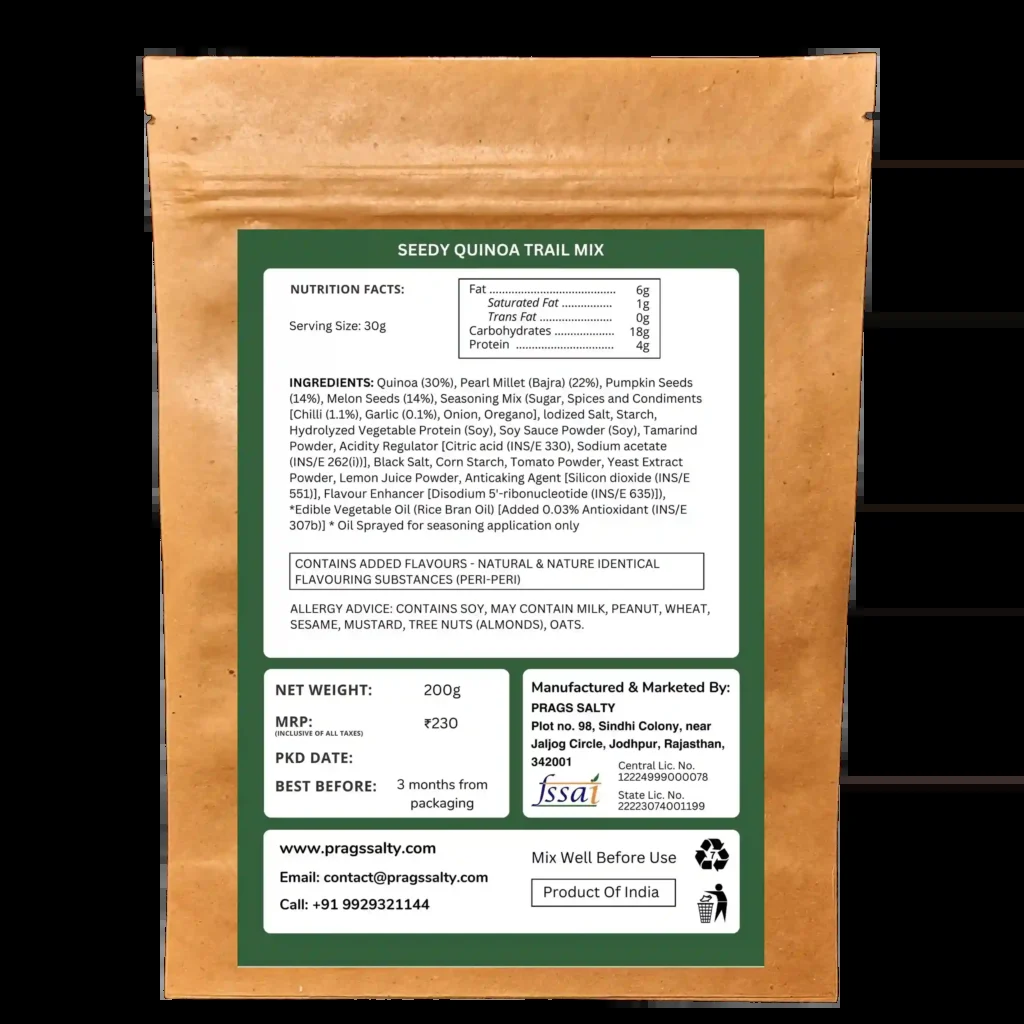 SEEDY QUINOA TRAIL MIX
NUTRITION FACTS:
Serving Size: 30g
Fat ...................................... 6g
Saturated Fat ............... 1g
Trans Fat ...................... 0g
Carbohydrates .................. 18g
Protein .............................. 4g
INGREDIENTS: Quinoa (30%), Pearl Millet (Bajra) (22%), Pumpkin Seeds
(14%), Melon Seeds (14%), Seasoning Mix (Sugar, Spices and Condiments
[Chilli (1.1%), Garlic (0.1%), Onion, Oregano], lodized Salt, Starch,
Hydrolyzed Vegetable Protein (Soy), Soy Sauce Powder (Soy), Tamarind
Powder, Acidity Regulator [Citric acid (INS/E 330), Sodium acetate
(INS/E 262(i))], Black Salt, Corn Starch, Tomato Powder, Yeast Extract
Powder, Lemon Juice Powder, Anticaking Agent [Silicon dioxide (INS/E
551)], Flavour Enhancer [Disodium 5'-ribonucleotide (INS/E 635)]),
*Edible Vegetable Oil (Rice Bran Oil) [Added 0.03% Antioxidant (INS/E
307b)] * Oil Sprayed for seasoning application only
CONTAINS ADDED FLAVOURS - NATURAL & NATURE IDENTICAL
FLAVOURING SUBSTANCES (PERI-PERI)
ALLERGY ADVICE: CONTAINS SOY, MAY CONTAIN MILK, PEANUT, WHEAT,
SESAME, MUSTARD, TREE NUTS (ALMONDS), OATS.
NET WEIGHT: 200g
MRP: ₹230
(INCLUSIVE OF ALL TAXES)
PKD DATE:
BEST BEFORE: 3 months from
packaging
Manufactured & Marketed By:
PRAGS SALTY
Plot no. 98, Sindhi Colony, near
Jaljog Circle, Jodhpur, Rajasthan,
342001
fssai
Central Lic. No.
12224999000078
State Lic. No.
22223074001199
www.pragssalty.com
Email: contact@pragssalty.com
Call: +91 9929321144
Mix Well Before Use
7
Product Of India